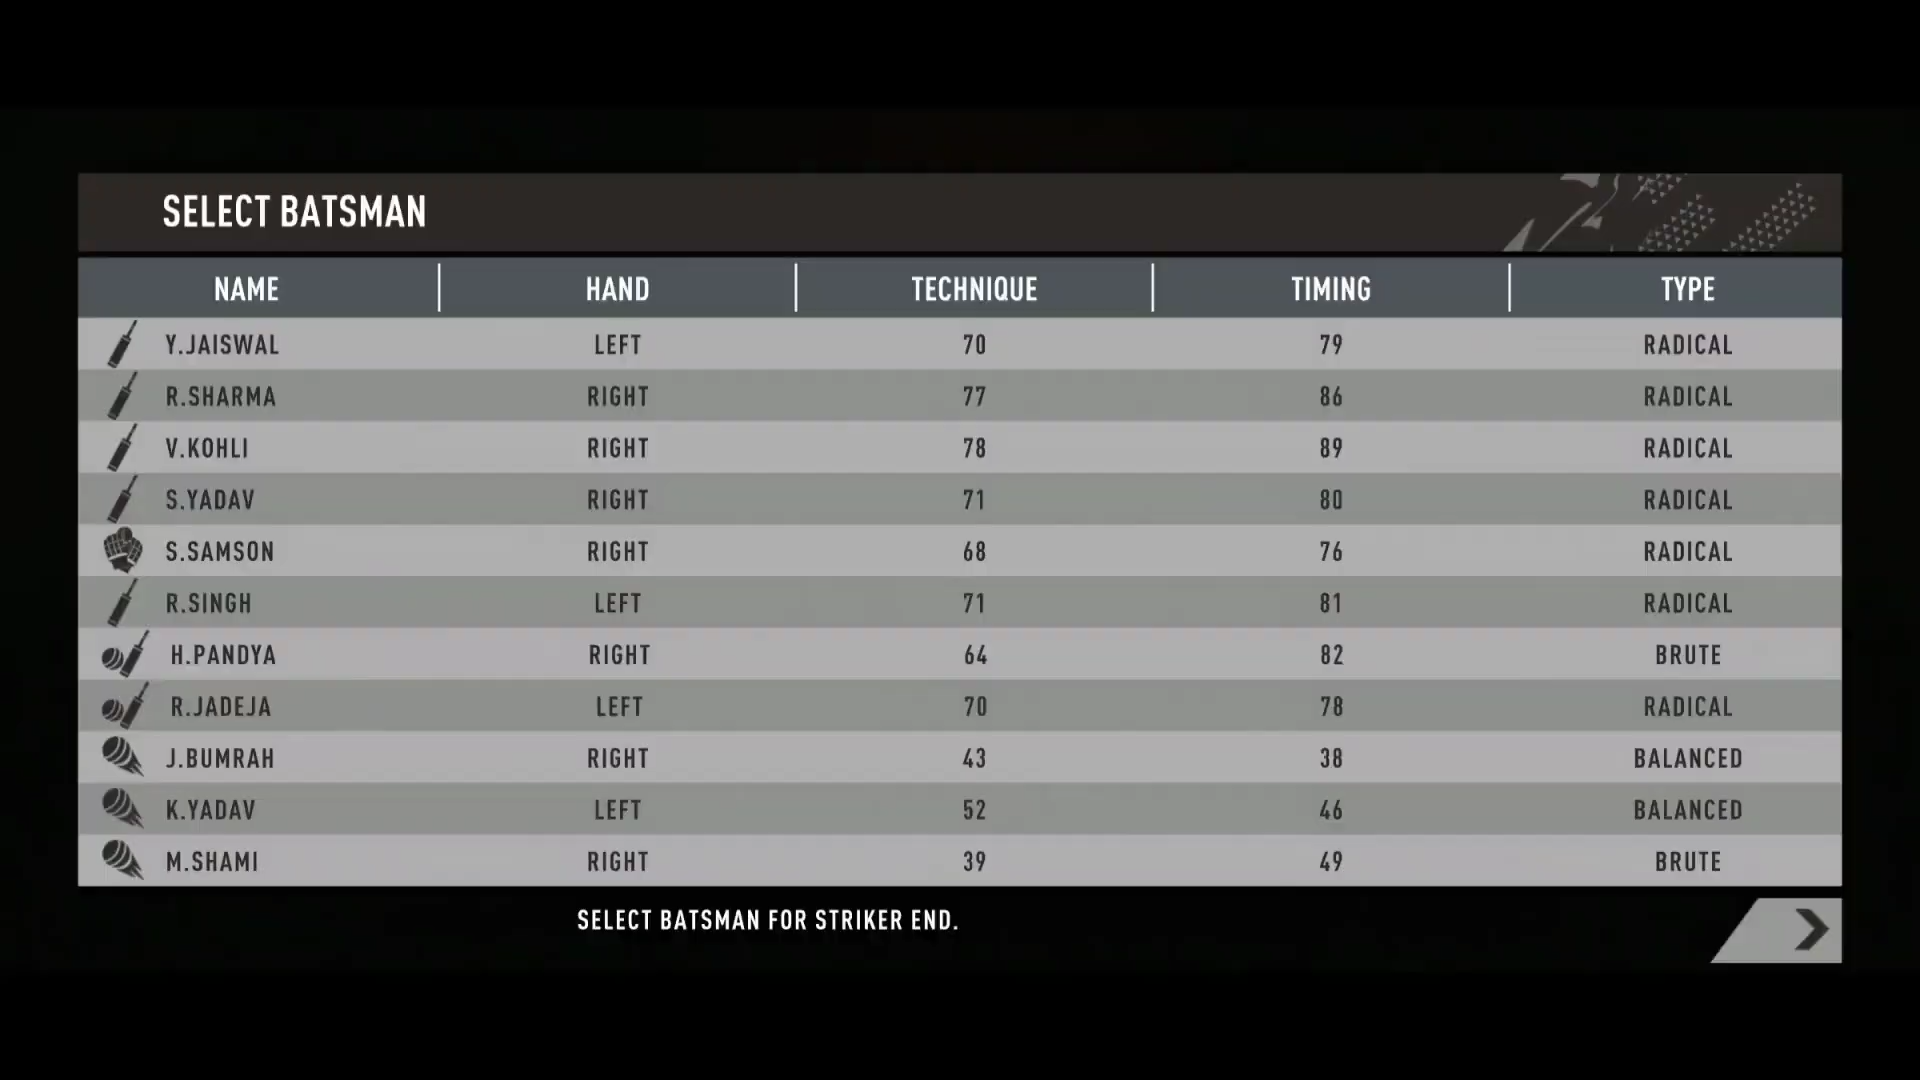 SELECT BATSMAN
NAME HAND TECHNIQUE TIMING TYPE
Y.JAISWAL LEFT 70 79 RADICAL
R.SHARMA RIGHT 77 86 RADICAL
V.KOHLI RIGHT 78 89 RADICAL
S.YADAV RIGHT 71 80 RADICAL
S.SAMSON RIGHT 68 76 RADICAL
R.SINGH LEFT 71 81 RADICAL
H.PANDYA RIGHT 64 82 BRUTE
R.JADEJA LEFT 70 78 RADICAL
J.BUMRAH RIGHT 43 38 BALANCED
K.YADAV LEFT 52 46 BALANCED
M.SHAMI RIGHT 39 49 BRUTE
SELECT BATSMAN FOR STRIKER END.